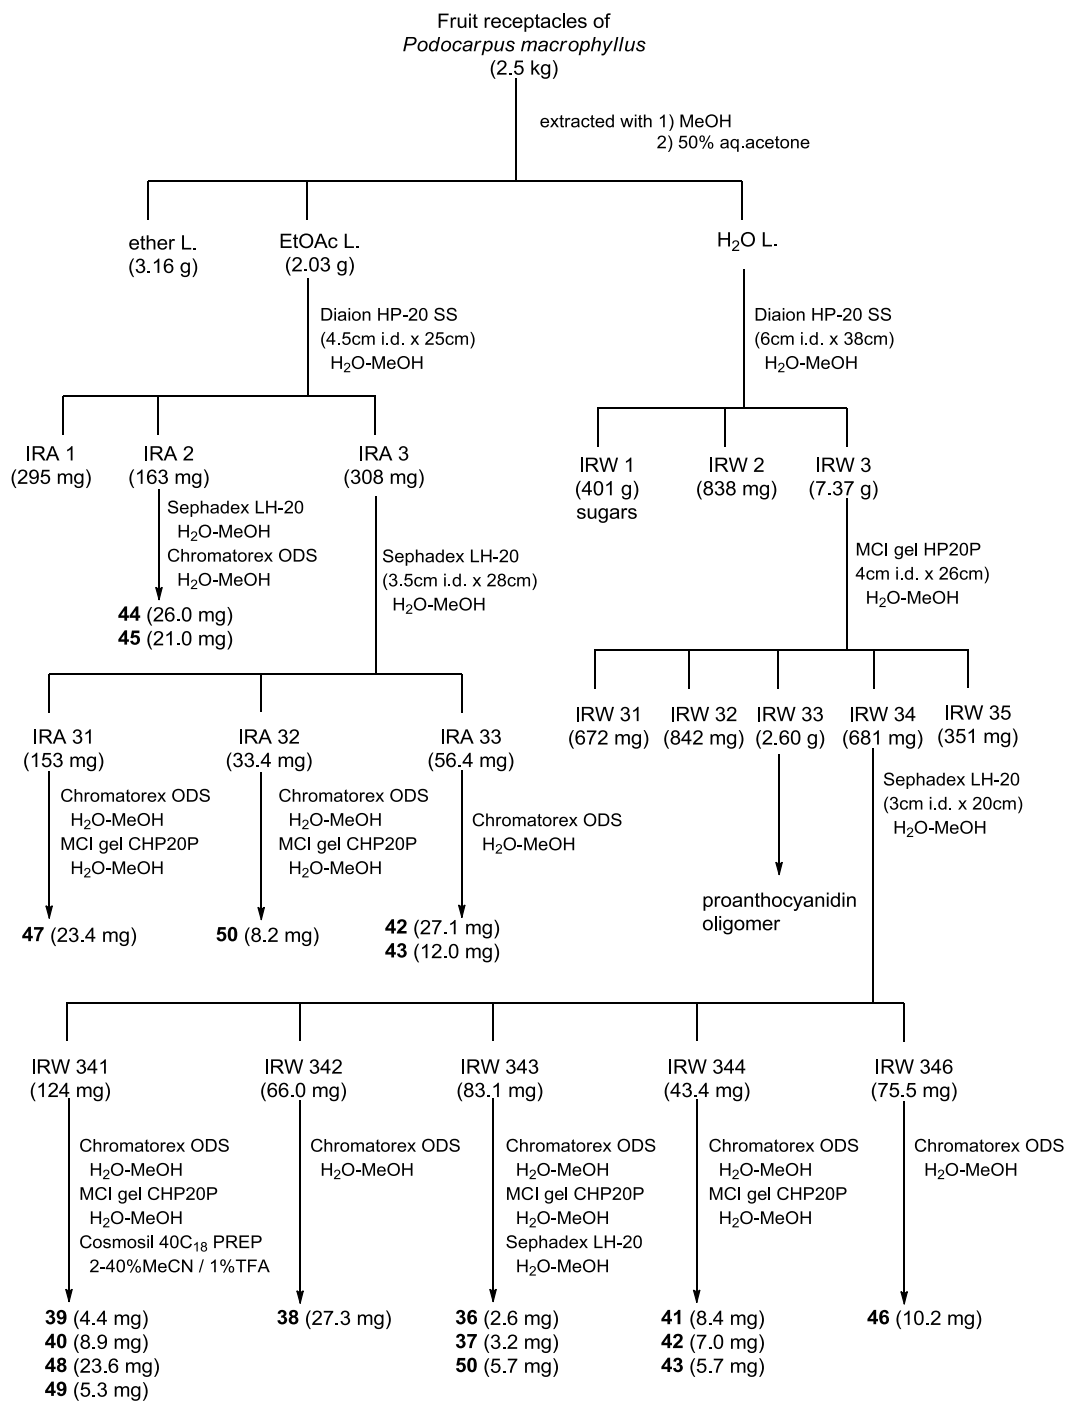 Fruit receptacles of
Podocarpus macrophyllus
(2.5 kg)
extracted with 1) MeOH
2) 50% aq.acetone
ether L.
(3.16 g)
EtOAc L.
(2.03 g)
H2O L.
Diaion HP-20 SS
(4.5cm i.d. x 25cm)
H2O-MeOH
Diaion HP-20 SS
(6cm i.d. x 38cm)
H2O-MeOH
IRA 1
(295 mg)
IRA 2
(163 mg)
IRA 3
(308 mg)
IRW 1
(401 g)
sugars
IRW 2
(838 mg)
IRW 3
(7.37 g)
Sephadex LH-20
H2O-MeOH
Chromatorex ODS
H2O-MeOH
44 (26.0 mg)
45 (21.0 mg)
Sephadex LH-20
(3.5cm i.d. x 28cm)
H2O-MeOH
MCI gel HP20P
4cm i.d. x 26cm)
H2O-MeOH
IRA 31
(153 mg)
IRA 32
(33.4 mg)
IRA 33
(56.4 mg)
IRW 31
(672 mg)
IRW 32
(842 mg)
IRW 33
(2.60 g)
IRW 34
(681 mg)
IRW 35
(351 mg)
Chromatorex ODS
H2O-MeOH
MCI gel CHP20P
H2O-MeOH
47 (23.4 mg)
Chromatorex ODS
H2O-MeOH
MCI gel CHP20P
H2O-MeOH
50 (8.2 mg)
Chromatorex ODS
H2O-MeOH
42 (27.1 mg)
43 (12.0 mg)
proanthocyanidin
oligomer
Sephadex LH-20
(3cm i.d. x 20cm)
H2O-MeOH
IRW 341
(124 mg)
IRW 342
(66.0 mg)
IRW 343
(83.1 mg)
IRW 344
(43.4 mg)
IRW 346
(75.5 mg)
Chromatorex ODS
H2O-MeOH
MCI gel CHP20P
H2O-MeOH
Cosmosil 40C18 PREP
2-40%MeCN / 1%TFA
39 (4.4 mg)
40 (8.9 mg)
48 (23.6 mg)
49 (5.3 mg)
Chromatorex ODS
H2O-MeOH
38 (27.3 mg)
Chromatorex ODS
H2O-MeOH
MCI gel CHP20P
H2O-MeOH
Sephadex LH-20
H2O-MeOH
36 (2.6 mg)
37 (3.2 mg)
50 (5.7 mg)
Chromatorex ODS
H2O-MeOH
MCI gel CHP20P
H2O-MeOH
41 (8.4 mg)
42 (7.0 mg)
43 (5.7 mg)
Chromatorex ODS
H2O-MeOH
46 (10.2 mg)